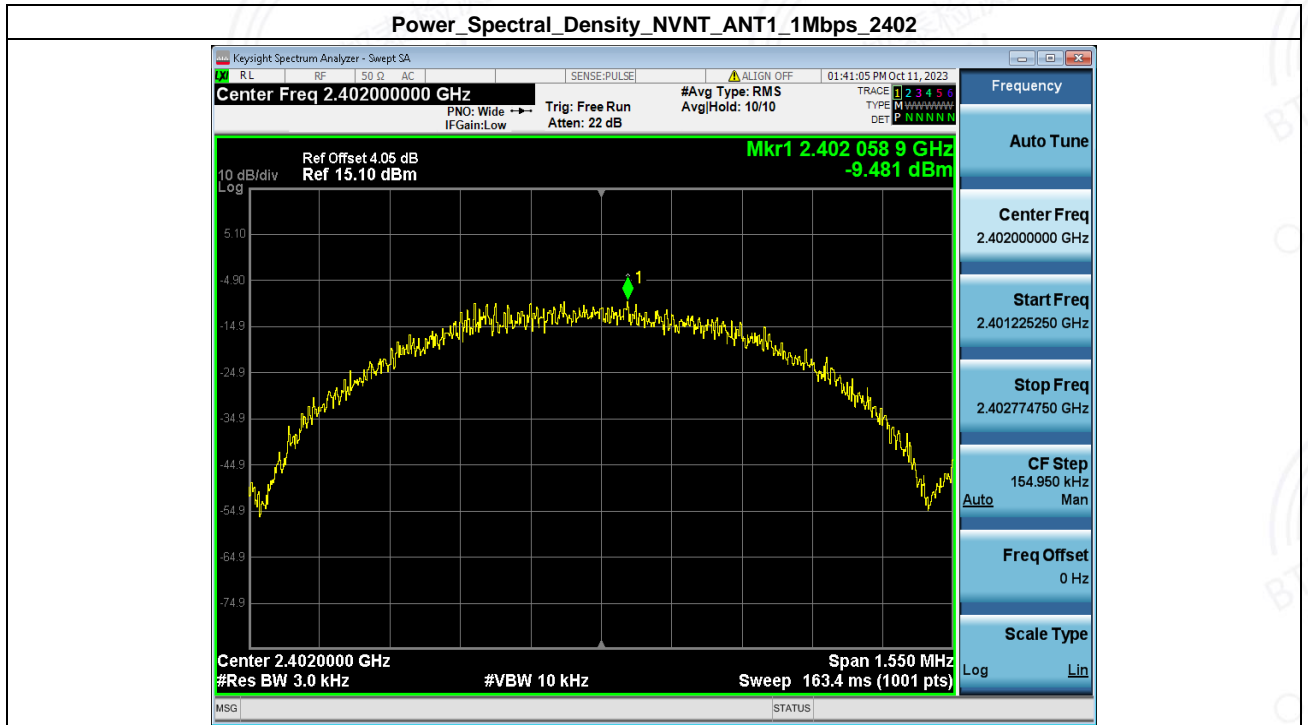 Power_Spectral_Density_NVNT_ANT1_1Mbps_2402
Keysight Spectrum Analyzer - Swept SA
LXI RL RF 50 Ω AC SENSE:PULSE ALIGN OFF 01:41:05 PM Oct 11, 2023
Center Freq 2.402000000 GHz
PNO: Wide
IFGain:Low
Trig: Free Run
Atten: 22 dB
#Avg Type: RMS
Avg|Hold: 10/10
TRACE 1 2 3 4 5 6
TYPE M WWWWW
DET P N N N N N
Mkr1 2.402 058 9 GHz
-9.481 dBm
Ref Offset 4.05 dB
10 dB/div Ref 15.10 dBm
Log
1
5.10
-4.90
-14.9
-24.9
-34.9
-44.9
-54.9
-64.9
-74.9
Center 2.4020000 GHz Span 1.550 MHz
#Res BW 3.0 kHz #VBW 10 kHz Sweep 163.4 ms (1001 pts)
MSG STATUS
Frequency
Auto Tune
Center Freq
2.402000000 GHz
Start Freq
2.401225250 GHz
Stop Freq
2.402774750 GHz
CF Step
154.950 kHz
Auto Man
Freq Offset
0 Hz
Scale Type
Log Lin